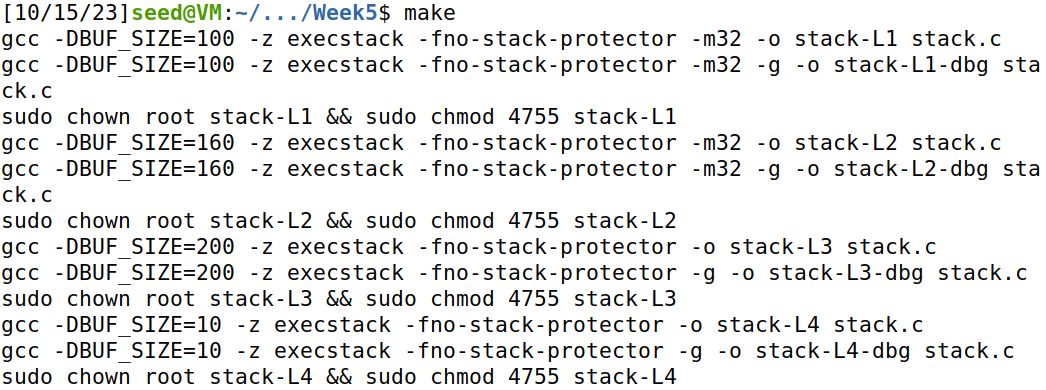 [10/15/23]seed@VM:~/.../Week5$ make
gcc -DBUF_SIZE=100 -z execstack -fno-stack-protector -m32 -o stack-L1 stack.c
gcc -DBUF_SIZE=100 -z execstack -fno-stack-protector -m32 -g -o stack-L1-dbg sta
ck.c
sudo chown root stack-L1 && sudo chmod 4755 stack-L1
gcc -DBUF_SIZE=160 -z execstack -fno-stack-protector -m32 -o stack-L2 stack.c
gcc -DBUF_SIZE=160 -z execstack -fno-stack-protector -m32 -g -o stack-L2-dbg sta
ck.c
sudo chown root stack-L2 && sudo chmod 4755 stack-L2
gcc -DBUF_SIZE=200 -z execstack -fno-stack-protector -o stack-L3 stack.c
gcc -DBUF_SIZE=200 -z execstack -fno-stack-protector -g -o stack-L3-dbg stack.c
sudo chown root stack-L3 && sudo chmod 4755 stack-L3
gcc -DBUF_SIZE=10 -z execstack -fno-stack-protector -o stack-L4 stack.c
gcc -DBUF_SIZE=10 -z execstack -fno-stack-protector -g -o stack-L4-dbg stack.c
sudo chown root stack-L4 && sudo chmod 4755 stack-L4